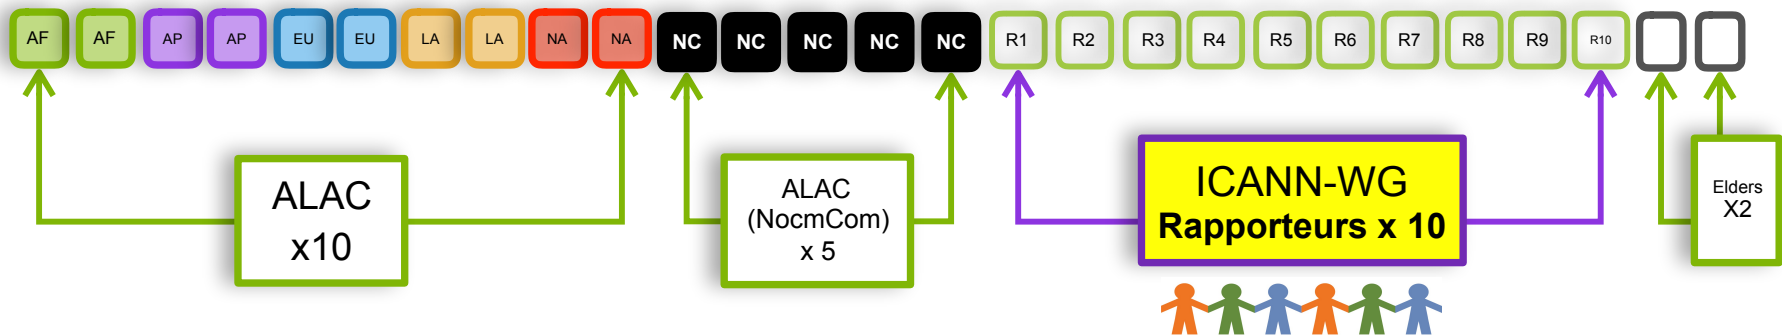 AF AF AP AP EU EU LA LA NA NA NC NC NC NC NC R1 R2 R3 R4 R5 R6 R7 R8 R9 R10
ALAC
x10
ALAC
(NocmCom)
x 5
ICANN-WG
Rapporteurs x 10
Elders
X2